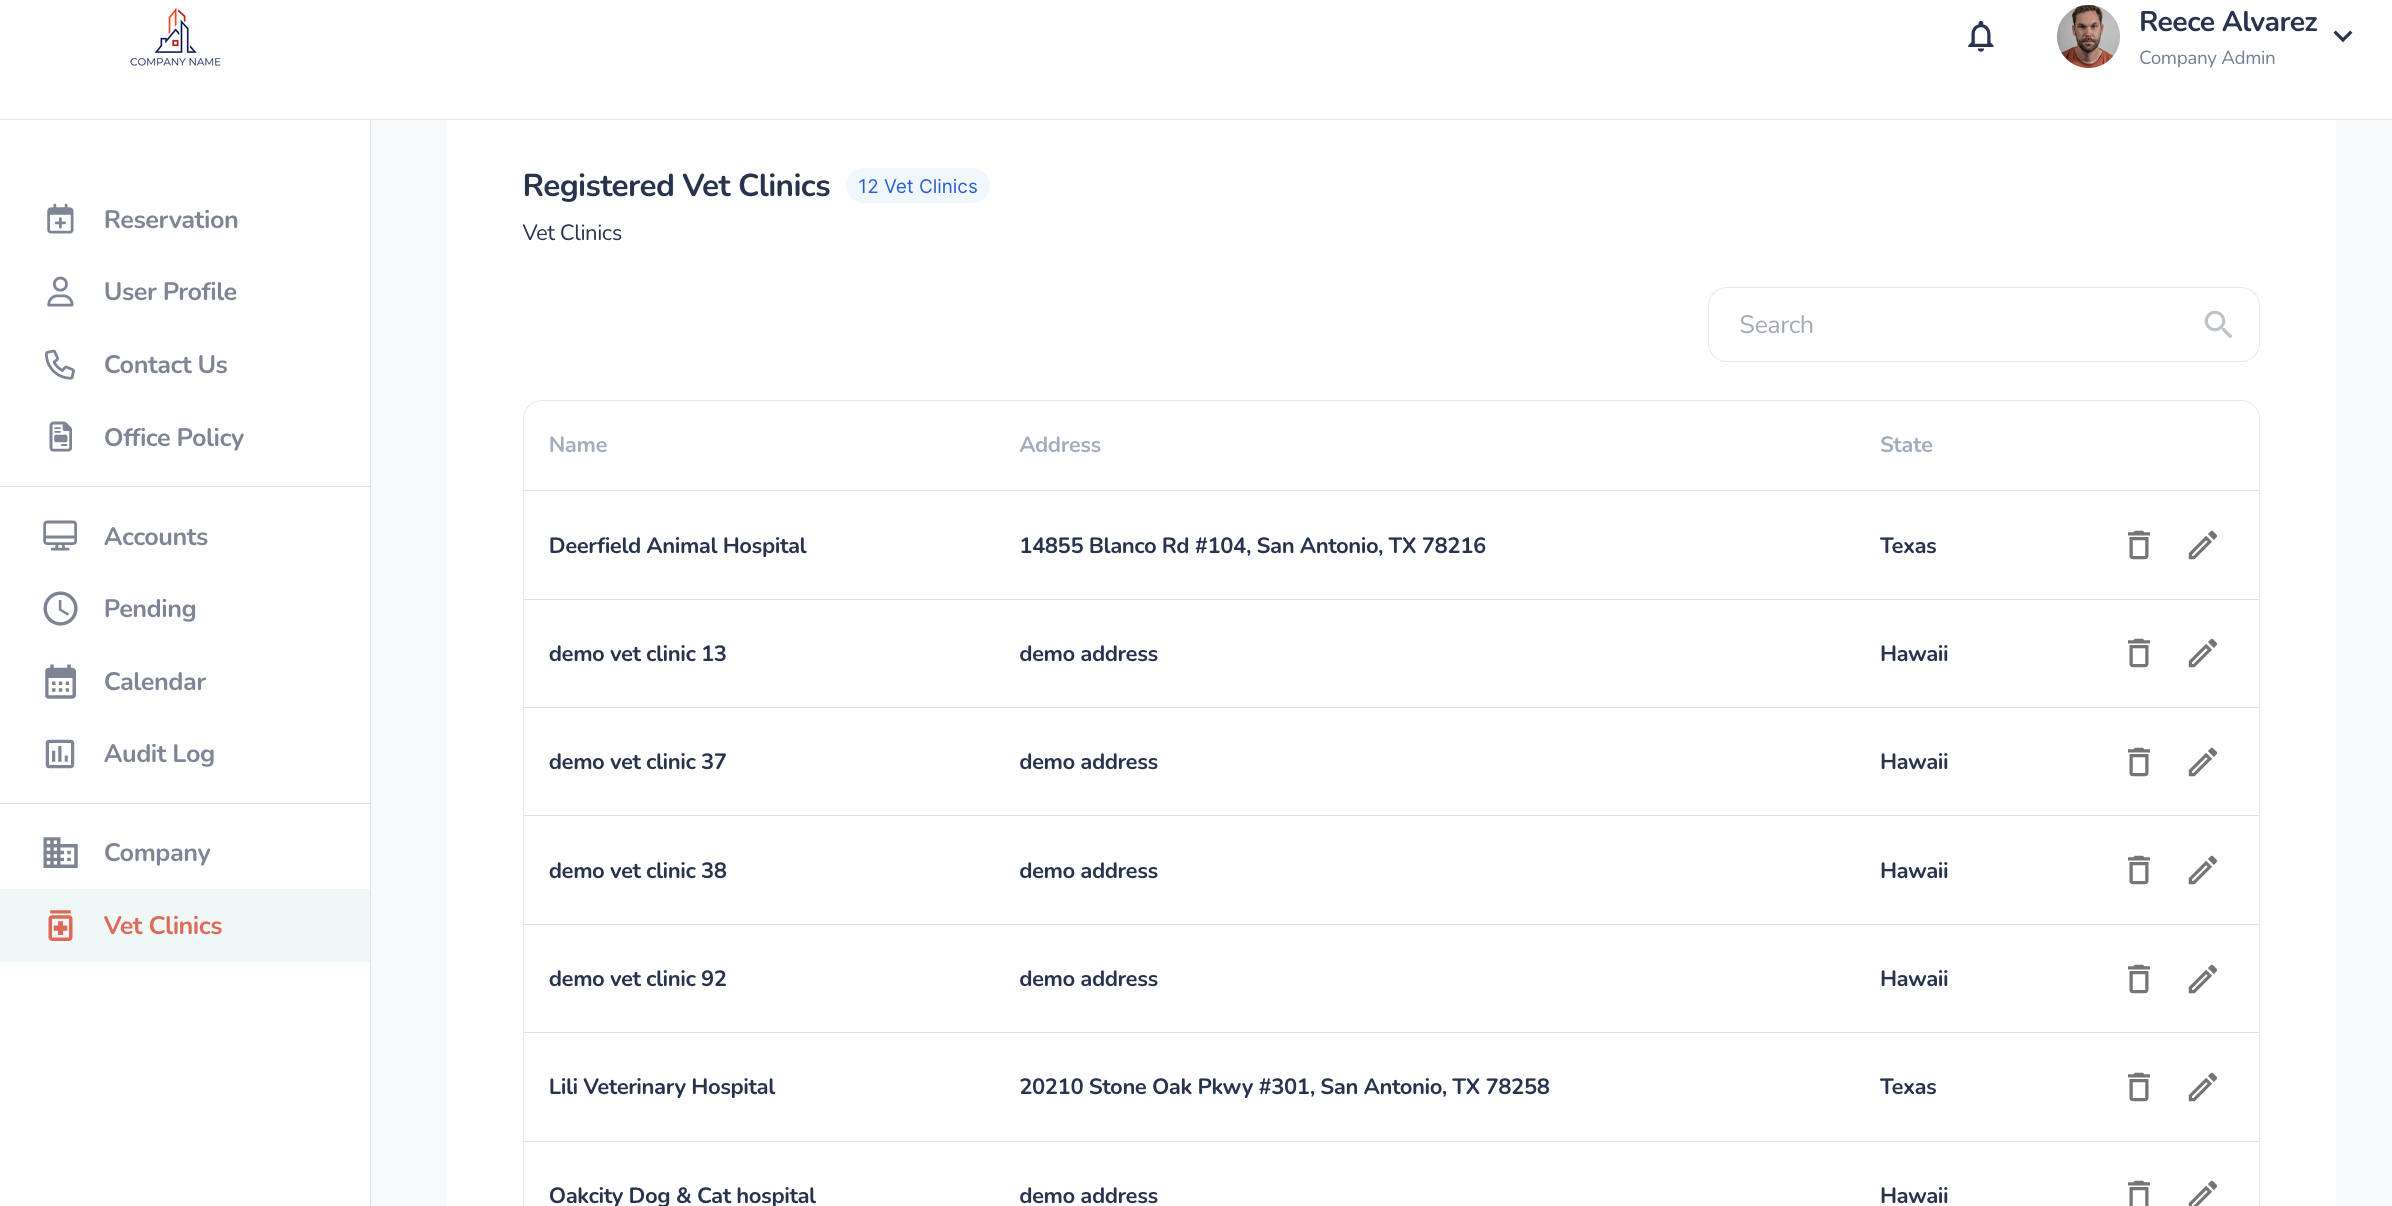 COMPANY NAME
Reece Alvarez
Company Admin
Reservation
User Profile
Contact Us
Office Policy
Accounts
Pending
Calendar
Audit Log
Company
Vet Clinics
Registered Vet Clinics 12 Vet Clinics
Vet Clinics
Search
Name Address State
Deerfield Animal Hospital 14855 Blanco Rd #104, San Antonio, TX 78216 Texas
demo vet clinic 13 demo address Hawaii
demo vet clinic 37 demo address Hawaii
demo vet clinic 38 demo address Hawaii
demo vet clinic 92 demo address Hawaii
Lili Veterinary Hospital 20210 Stone Oak Pkwy #301, San Antonio, TX 78258 Texas
Oakcity Dog & Cat hospital demo address Hawaii